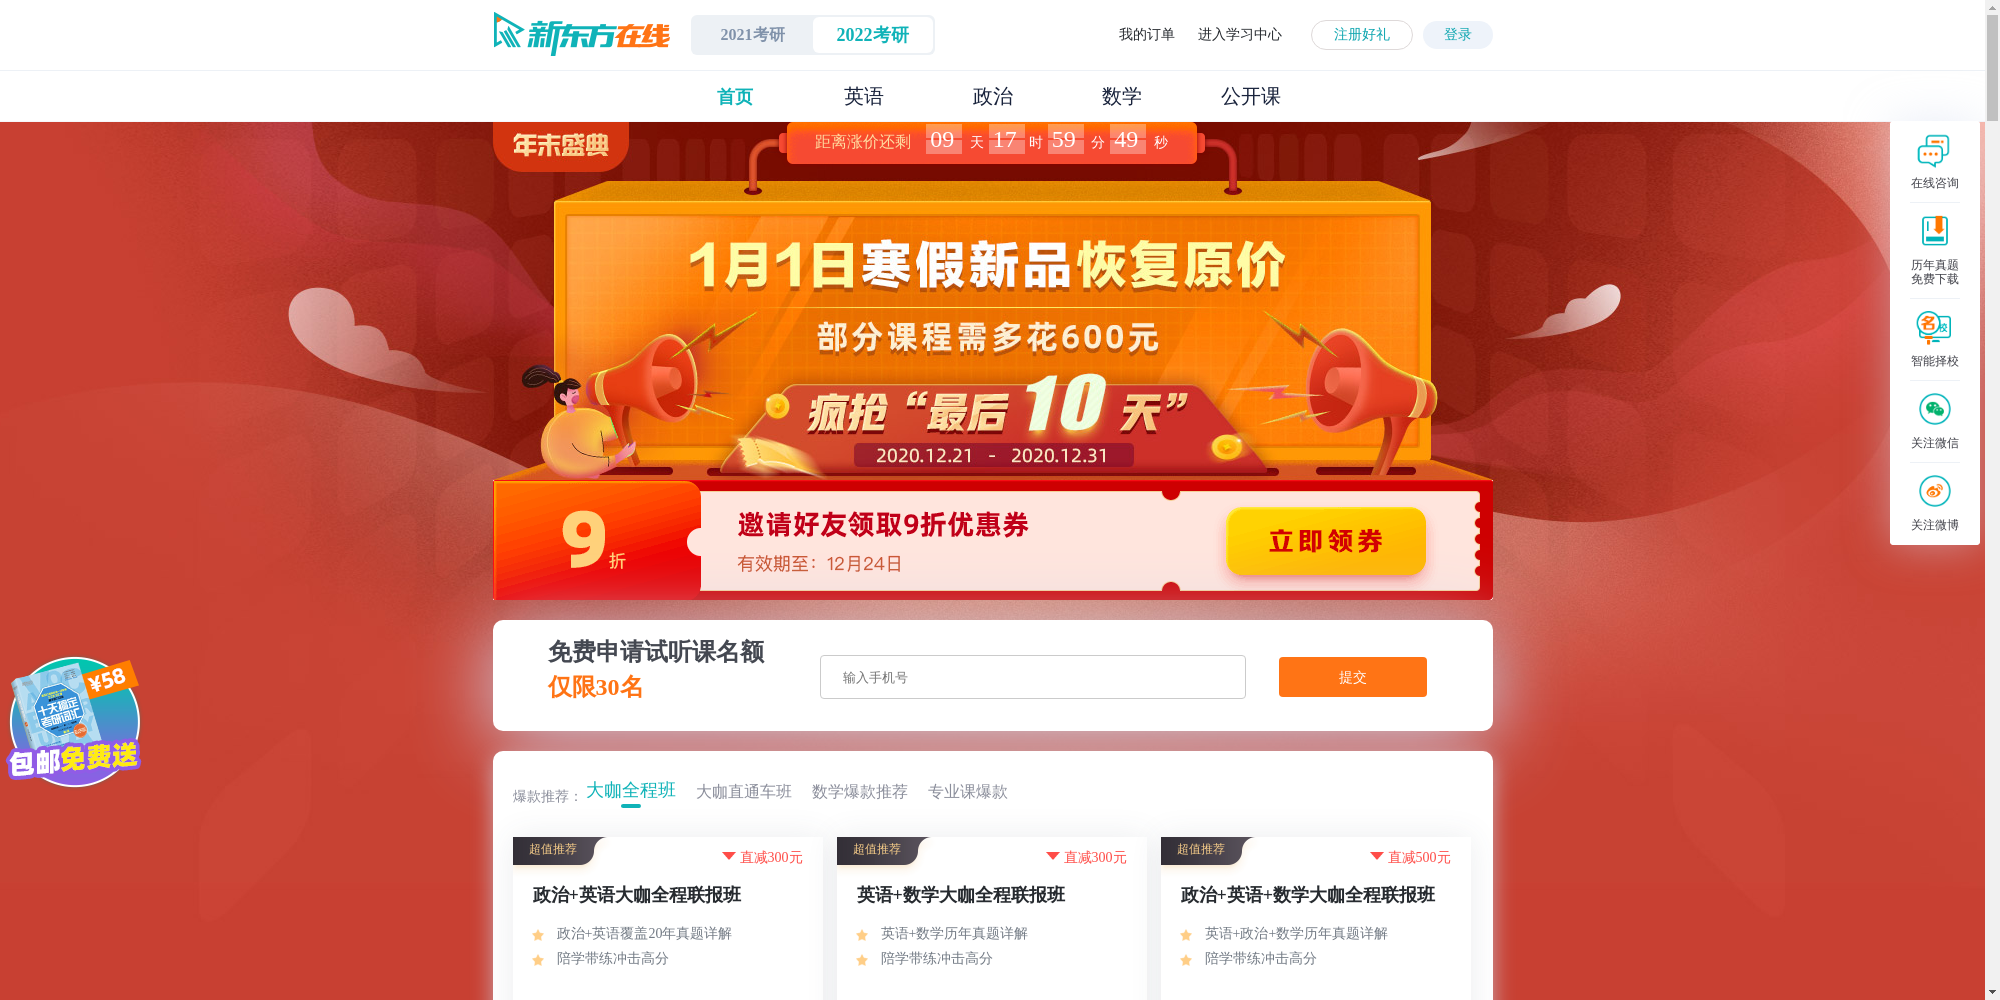 新东方在线
2021考研
2022考研
我的订单
进入学习中心
注册好礼
登录
首页
英语
政治
数学
公开课
年末盛典
距离涨价还剩 09 天 17 时 59 分 49 秒
1月1日寒假新品恢复原价
部分课程需多花600元
疯抢“最后10天”
2020.12.21 - 2020.12.31
9折
邀请好友领取9折优惠券
有效期至：12月24日
立即领券
在线咨询
历年真题
免费下载
名校
智能择校
关注微信
关注微博
免费申请试听课名额
仅限30名
输入手机号
提交
¥58
十天搞定
考研词汇
包邮免费送
爆款推荐：
大咖全程班
大咖直通车班
数学爆款推荐
专业课爆款
超值推荐
直减300元
政治+英语大咖全程联报班
政治+英语覆盖20年真题详解
陪学带练冲击高分
超值推荐
直减300元
英语+数学大咖全程联报班
英语+数学历年真题详解
陪学带练冲击高分
超值推荐
直减500元
政治+英语+数学大咖全程联报班
英语+政治+数学历年真题详解
陪学带练冲击高分